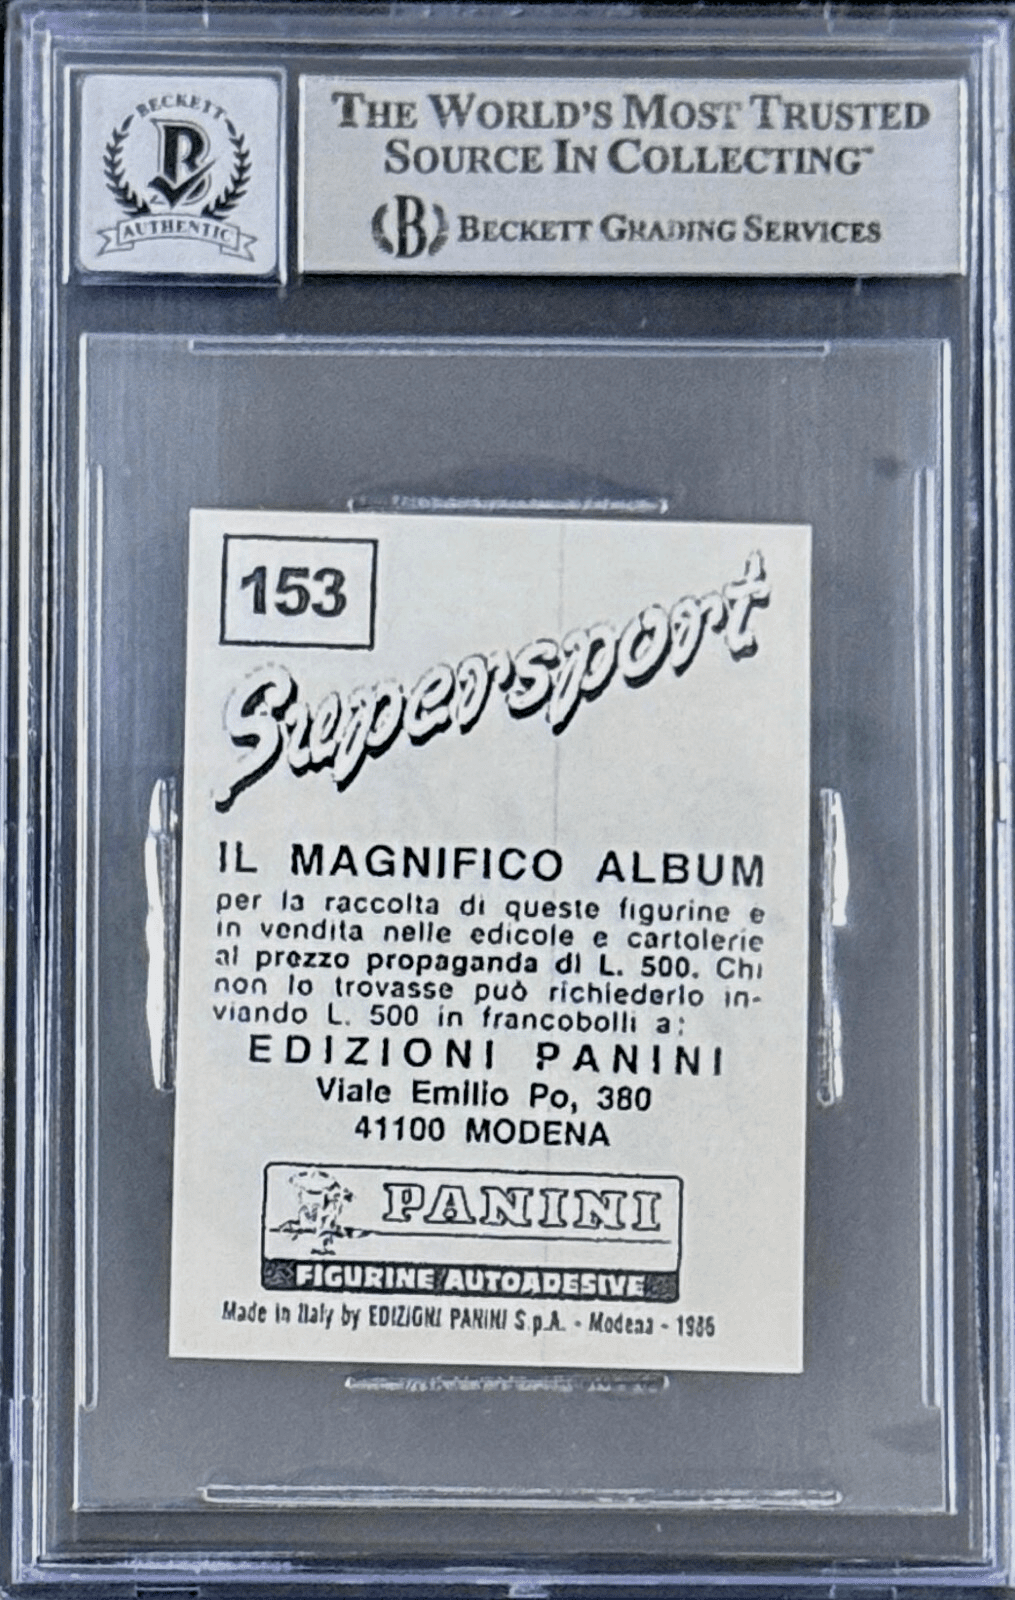 BECKETT
B
AUTHENTIC
THE WORLD'S MOST TRUSTED
SOURCE IN COLLECTING™
B BECKETT GRADING SERVICES
153
Supersport
IL MAGNIFICO ALBUM
per la raccolta di queste figurine è
in vendita nelle edicole e cartolerie
al prezzo propaganda di L. 500. Chi
non lo trovasse può richiederlo in-
viando L. 500 in francobolli a:
EDIZIONI PANINI
Viale Emilio Po, 380
41100 MODENA
PANINI
FIGURINE AUTOADESIVE
Made in Italy by EDIZIONI PANINI S.p.A. - Modena - 1986